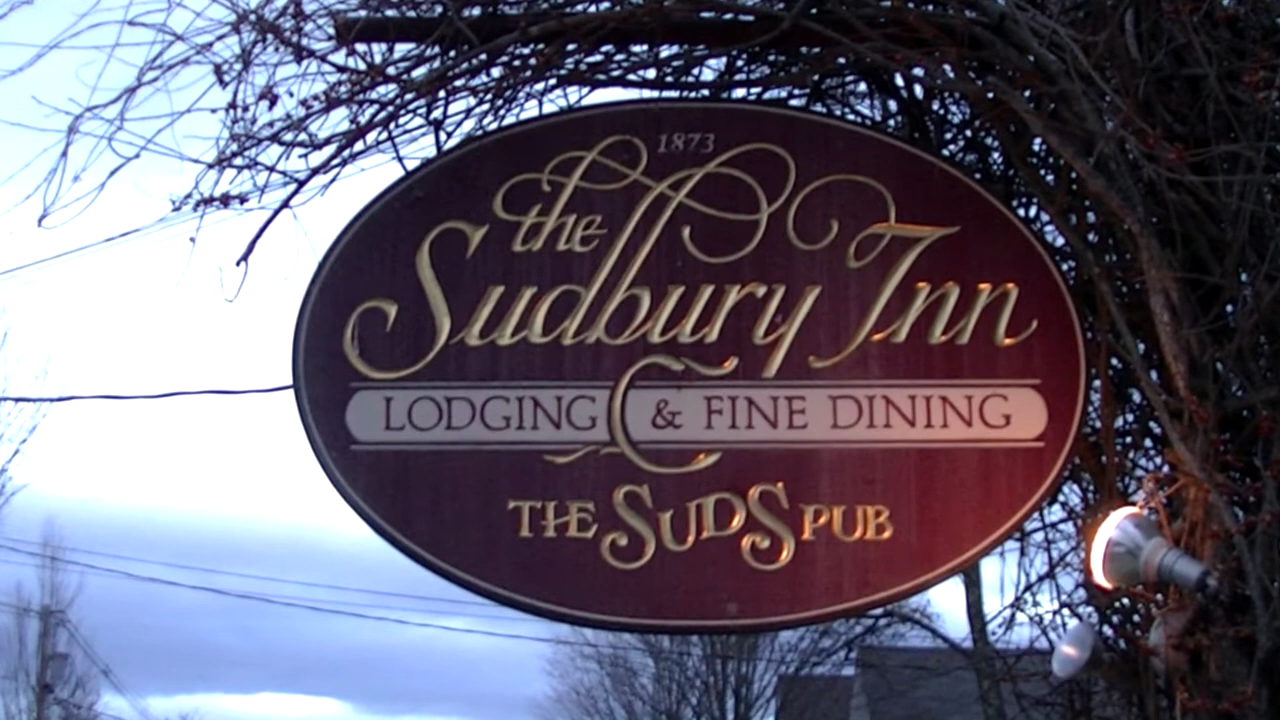 1873
the
Sudbury Inn
LODGING & FINE DINING
THE SUDS PUB